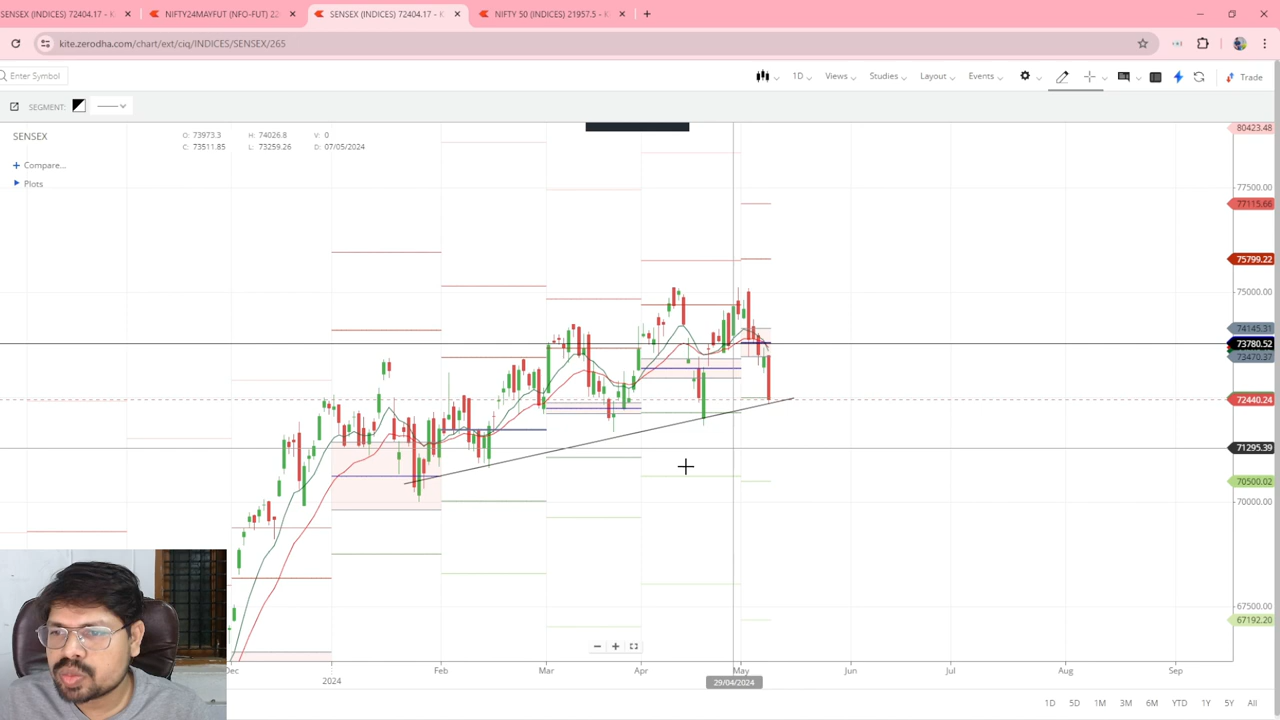 SENSEX (INDICES) 72404.17 – K
NIFTY24MAYFUT (NFO-FUT) 22
SENSEX (INDICES) 72404.17 – K
NIFTY 50 (INDICES) 21957.5 – K
kite.zerodha.com/chart/ext/ciq/INDICES/SENSEX/265
Enter Symbol
1D
Views
Studies
Layout
Events
Trade
SEGMENT:
SENSEX
O: 73973.3
H: 74026.8
V: 0
C: 73511.85
L: 73259.26
D: 07/05/2024
+ Compare...
Plots
80423.48
77500.00
77115.66
75799.22
75000.00
74145.31
73780.52
73470.37
72440.24
71295.39
70500.02
70000.00
67500.00
67192.20
Dec
2024
Feb
Mar
Apr
May
Jun
Jul
Aug
Sep
29/04/2024
1D
5D
1M
3M
6M
YTD
1Y
5Y
All